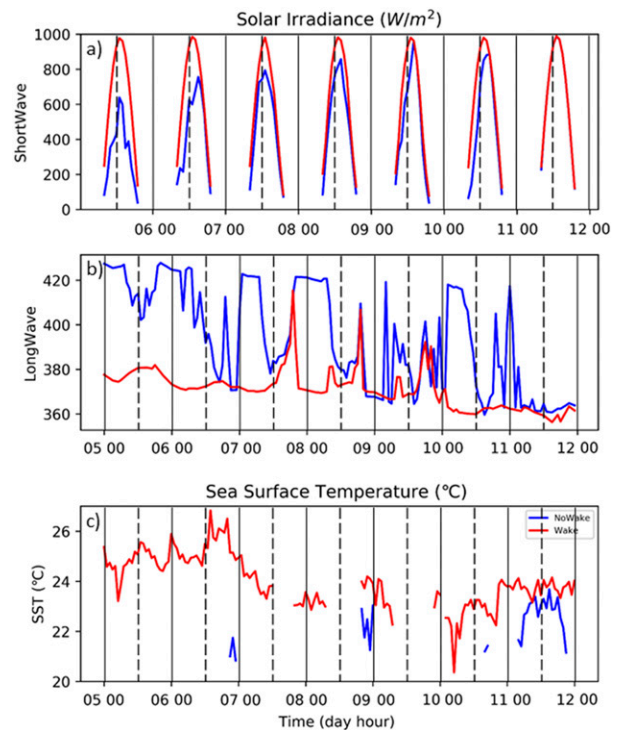 Solar Irradiance (W/m²)
a)
1000
800
600
400
200
0
ShortWave
06 00 07 00 08 00 09 00 10 00 11 00 12 00
b)
420
400
380
360
LongWave
05 00 06 00 07 00 08 00 09 00 10 00 11 00 12 00
Sea Surface Temperature (°C)
c)
NoWake
Wake
26
24
22
20
SST (°C)
05 00 06 00 07 00 08 00 09 00 10 00 11 00 12 00
Time (day hour)